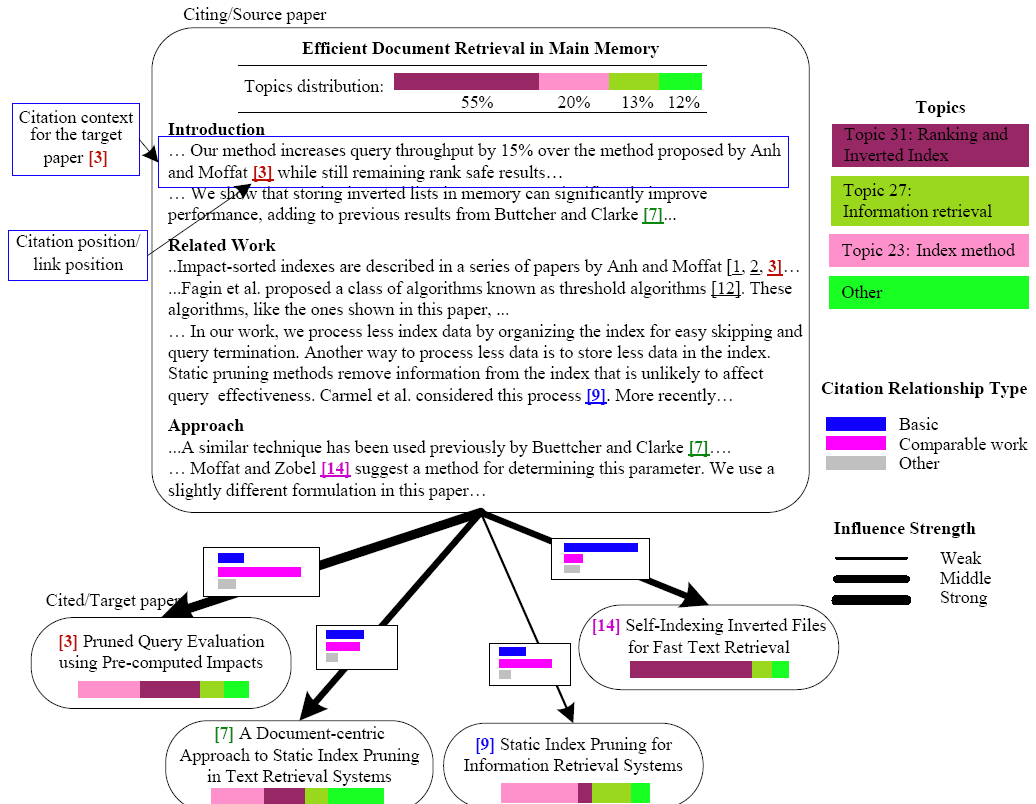 Citing/Source paper
Efficient Document Retrieval in Main Memory
Topics distribution:
55%
20%
13%
12%
Citation context
for the target
paper [3]
Introduction
… Our method increases query throughput by 15% over the method proposed by Anh
and Moffat [3] while still remaining rank safe results…
… We show that storing inverted lists in memory can significantly improve
performance, adding to previous results from Buttcher and Clarke [7]...
Citation position/
link position
Related Work
..Impact-sorted indexes are described in a series of papers by Anh and Moffat [1, 2, 3]…
...Fagin et al. proposed a class of algorithms known as threshold algorithms [12]. These
algorithms, like the ones shown in this paper, ...
… In our work, we process less index data by organizing the index for easy skipping and
query termination. Another way to process less data is to store less data in the index.
Static pruning methods remove information from the index that is unlikely to affect
query effectiveness. Carmel et al. considered this process [9]. More recently…
Approach
...A similar technique has been used previously by Buettcher and Clarke [7]….
… Moffat and Zobel [14] suggest a method for determining this parameter. We use a
slightly different formulation in this paper…
Topics
Topic 31: Ranking and
Inverted Index
Topic 27:
Information retrieval
Topic 23: Index method
Other
Citation Relationship Type
Basic
Comparable work
Other
Influence Strength
Weak
Middle
Strong
Cited/Target paper
[3] Pruned Query Evaluation
using Pre-computed Impacts
[7] A Document-centric
Approach to Static Index Pruning
in Text Retrieval Systems
[9] Static Index Pruning for
Information Retrieval Systems
[14] Self-Indexing Inverted Files
for Fast Text Retrieval